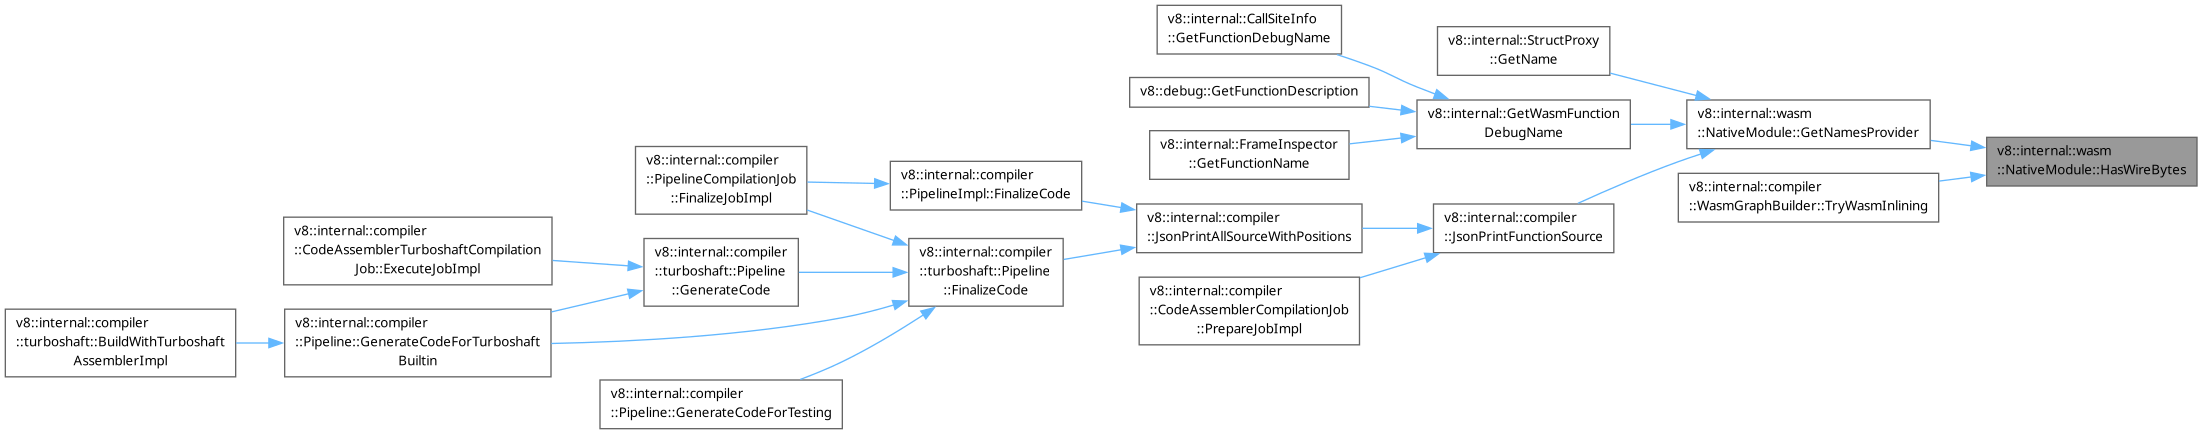 v8::internal::CallSiteInfo
::GetFunctionDebugName
v8::internal::StructProxy
::GetName
v8::debug::GetFunctionDescription
v8::internal::GetWasmFunction
DebugName
v8::internal::wasm
::NativeModule::GetNamesProvider
v8::internal::FrameInspector
::GetFunctionName
v8::internal::wasm
::NativeModule::HasWireBytes
v8::internal::compiler
::PipelineCompilationJob
::FinalizeJobImpl
v8::internal::compiler
::PipelineImpl::FinalizeCode
v8::internal::compiler
::WasmGraphBuilder::TryWasmInlining
v8::internal::compiler
::JsonPrintAllSourceWithPositions
v8::internal::compiler
::JsonPrintFunctionSource
v8::internal::compiler
::CodeAssemblerTurboshaftCompilation
Job::ExecuteJobImpl
v8::internal::compiler
::turboshaft::Pipeline
::GenerateCode
v8::internal::compiler
::turboshaft::Pipeline
::FinalizeCode
v8::internal::compiler
::CodeAssemblerCompilationJob
::PrepareJobImpl
v8::internal::compiler
::turboshaft::BuildWithTurboshaft
AssemblerImpl
v8::internal::compiler
::Pipeline::GenerateCodeForTurboshaft
Builtin
v8::internal::compiler
::Pipeline::GenerateCodeForTesting